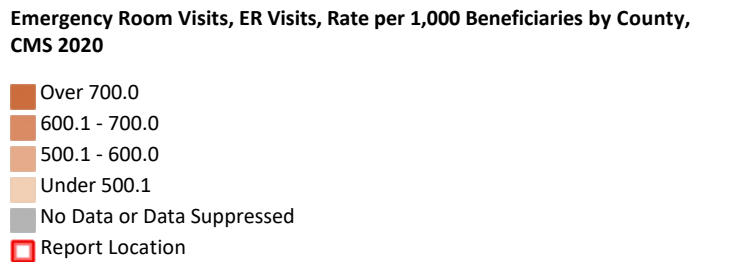 Emergency Room Visits, ER Visits, Rate per 1,000 Beneficiaries by County,
CMS 2020
Over 700.0
600.1 - 700.0
500.1 - 600.0
Under 500.1
No Data or Data Suppressed
Report Location